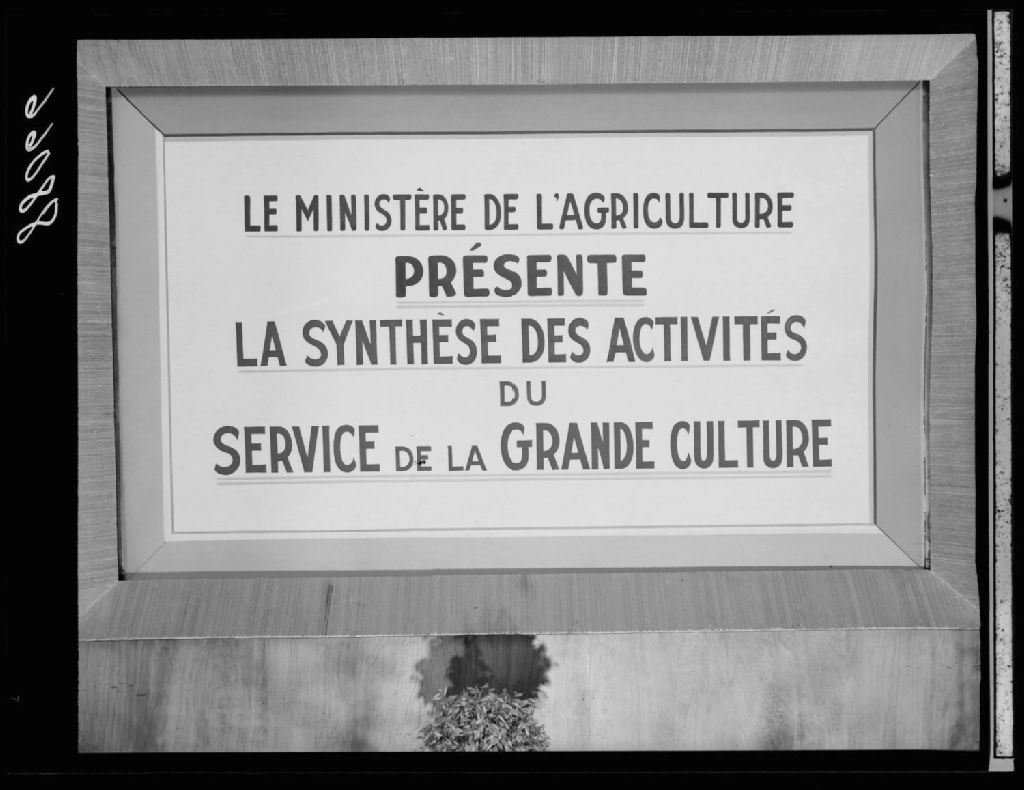 LE MINISTÈRE DE L'AGRICULTURE
PRÉSENTE
LA SYNTHÈSE DES ACTIVITÉS
DU
SERVICE DE LA GRANDE CULTURE